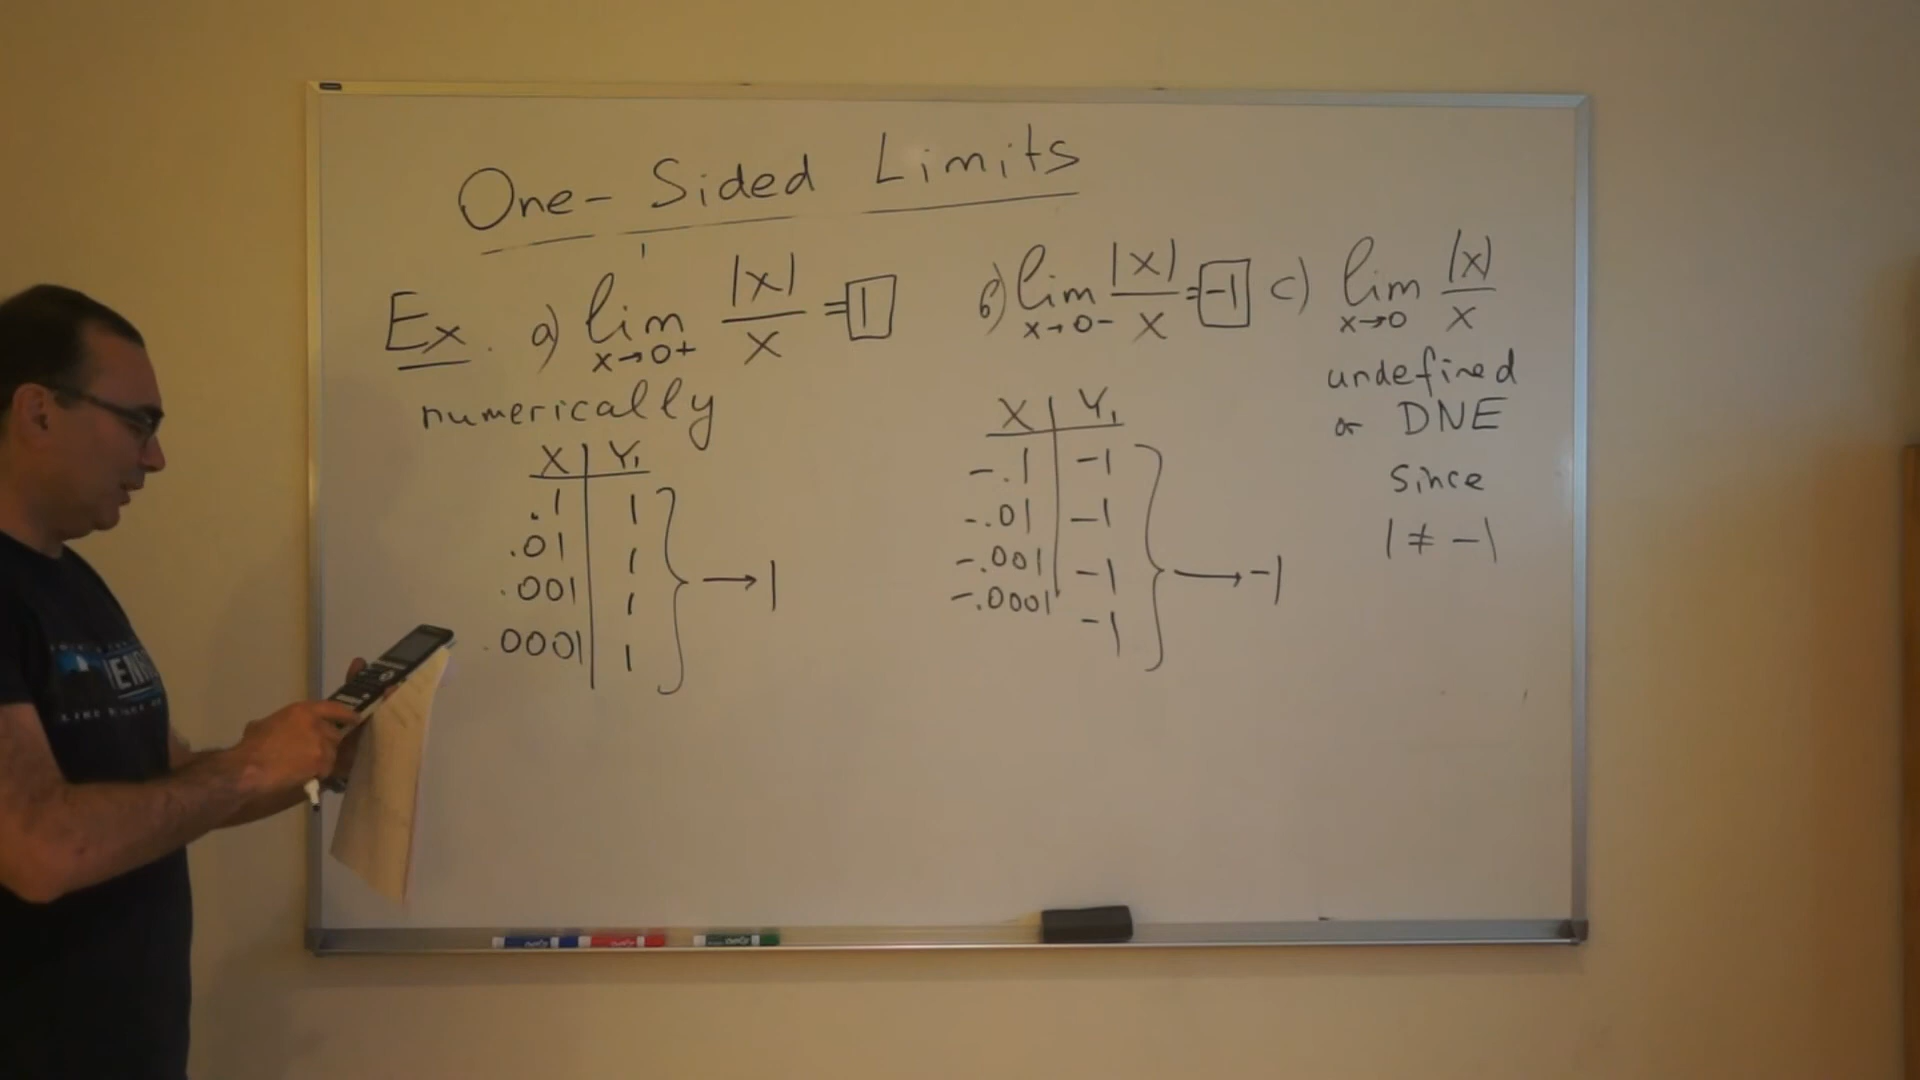 One-Sided Limits
Ex. a) lim x→0+ |x|/x = 1
numerically
X | Y₁
.1 | 1
.01 | 1
.001 | 1
.0001 | 1
→ 1
b) lim x→0- |x|/x = -1
X | Y₁
-.1 | -1
-.01 | -1
-.001 | -1
-.0001 | -1
→ -1
c) lim x→0 |x|/x
undefined
or DNE
since
1 ≠ -1